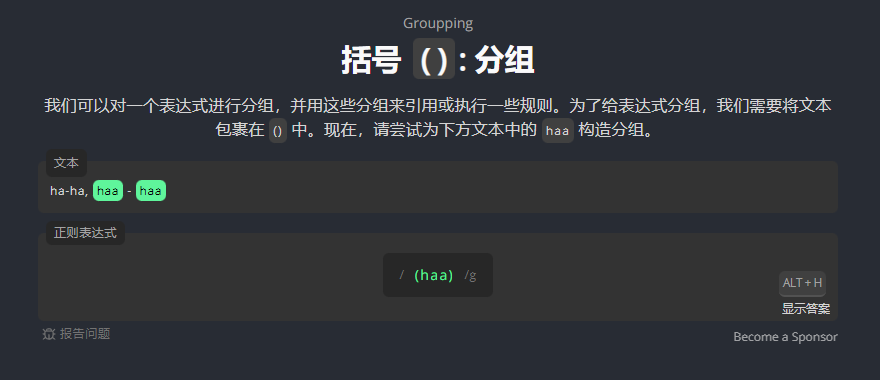 Groupping
括号 (): 分组
我们可以对一个表达式进行分组，并用这些分组来引用或执行一些规则。为了给表达式分组，我们需要将文本
包裹在 () 中。现在，请尝试为下方文本中的 haa 构造分组。
文本
ha-ha, haa - haa
正则表达式
/ (haa) /g
ALT+H
显示答案
报告问题
Become a Sponsor